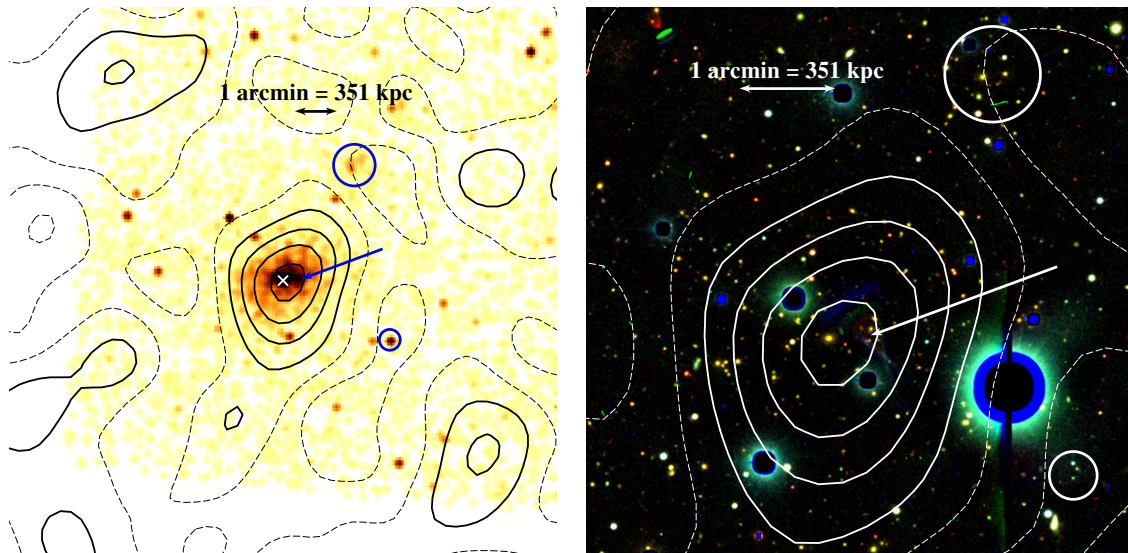 1 arcmin = 351 kpc
1 arcmin = 351 kpc